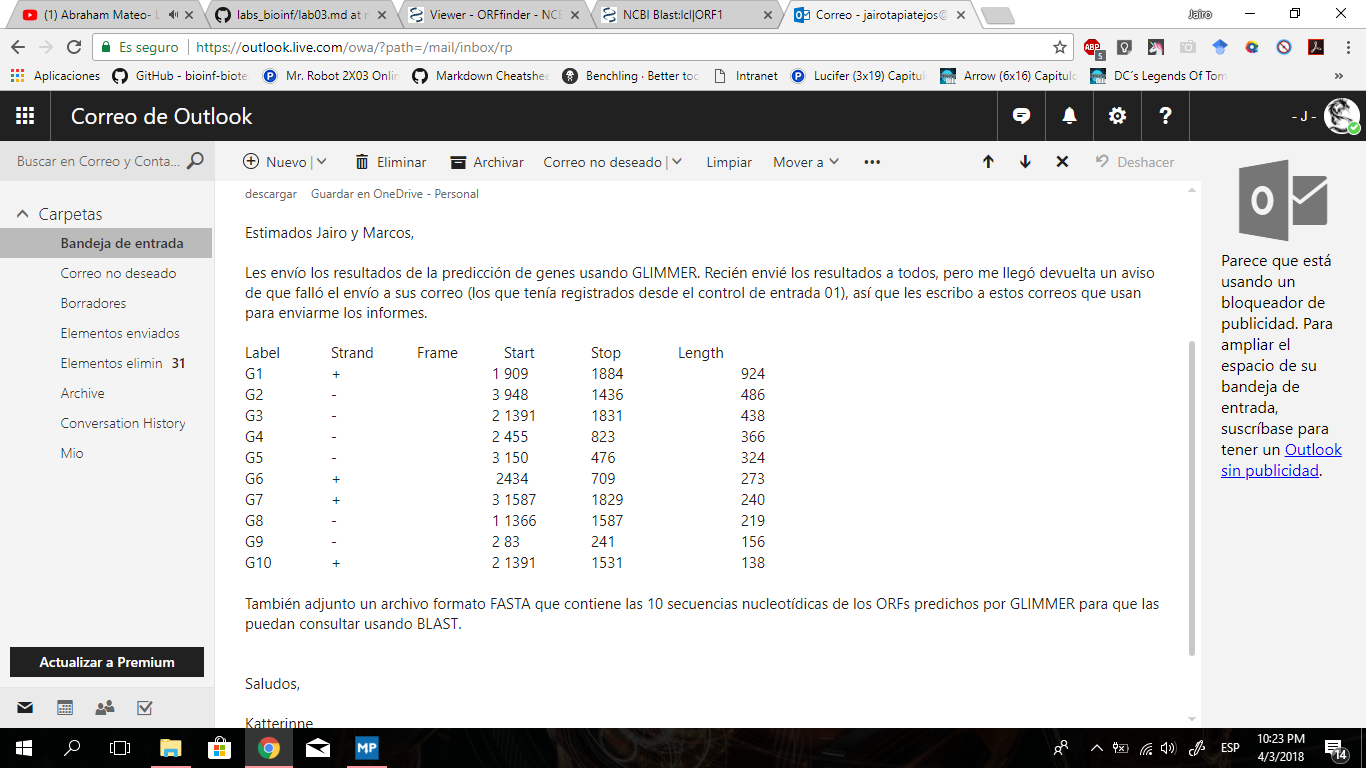 (1) Abraham Mateo- L
labs_bioinf/lab03.md at m
Viewer - ORFfinder - NCB
NCBI Blast:lcl|ORF1
Correo - jairotapiatejos@
Jairo
Es seguro | https://outlook.live.com/owa/?path=/mail/inbox/rp
ABP 5
Aplicaciones GitHub - bioinf-biote Mr. Robot 2X03 Onlin Markdown Cheatshe Benchling · Better too Intranet Lucifer (3x19) Capitul Arrow (6x16) Capitulo DC´s Legends Of Tom »
Correo de Outlook
- J -
Buscar en Correo y Conta...
Nuevo | Eliminar Archivar Correo no deseado | Limpiar Mover a ••• Deshacer
Carpetas
Bandeja de entrada
Correo no deseado
Borradores
Elementos enviados
Elementos elimin 31
Archive
Conversation History
Mio
Actualizar a Premium
descargar Guardar en OneDrive - Personal
Estimados Jairo y Marcos,
Les envío los resultados de la predicción de genes usando GLIMMER. Recién envié los resultados a todos, pero me llegó devuelta un aviso
de que falló el envío a sus correo (los que tenía registrados desde el control de entrada 01), así que les escribo a estos correos que usan
para enviarme los informes.
Label Strand Frame Start Stop Length
G1 + 1 909 1884 924
G2 - 3 948 1436 486
G3 - 2 1391 1831 438
G4 - 2 455 823 366
G5 - 3 150 476 324
G6 + 2434 709 273
G7 + 3 1587 1829 240
G8 - 1 1366 1587 219
G9 - 2 83 241 156
G10 + 2 1391 1531 138
También adjunto un archivo formato FASTA que contiene las 10 secuencias nucleotídicas de los ORFs predichos por GLIMMER para que las
puedan consultar usando BLAST.
Saludos,
Katterinne
Parece que está
usando un
bloqueador de
publicidad. Para
ampliar el
espacio de su
bandeja de
entrada,
suscríbase para
tener un Outlook
sin publicidad.
MP
ESP
10:23 PM
4/3/2018
14